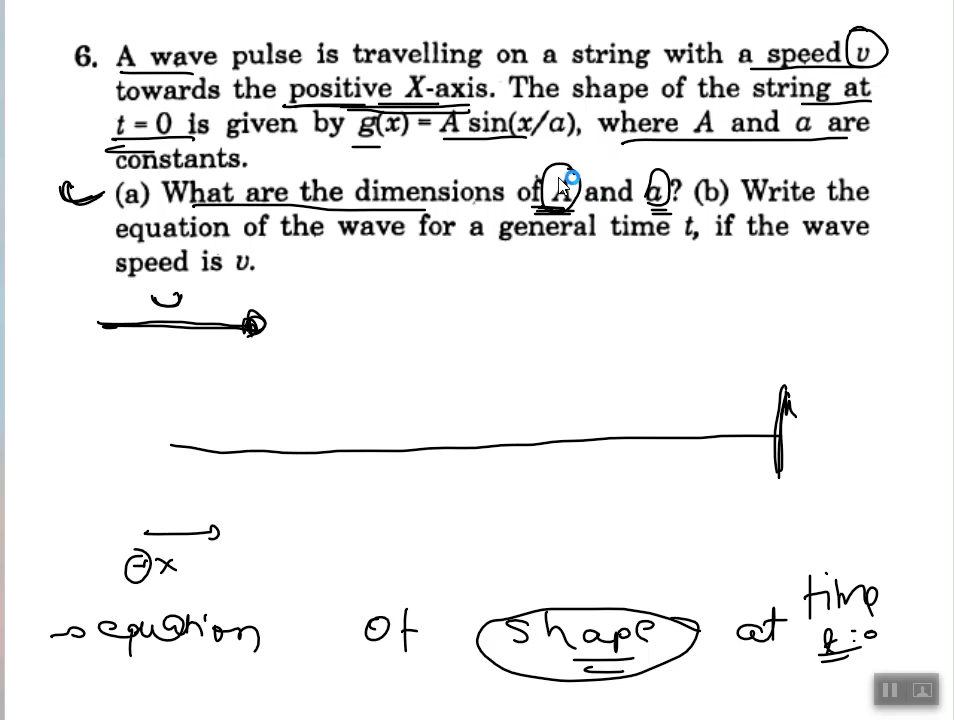 6. A wave pulse is travelling on a string with a speed v
towards the positive X-axis. The shape of the string at
t = 0 is given by g(x) = A sin(x/a), where A and a are
constants.
(a) What are the dimensions of A and a? (b) Write the
equation of the wave for a general time t, if the wave
speed is v.
v
x
equation of shape at time
t=0